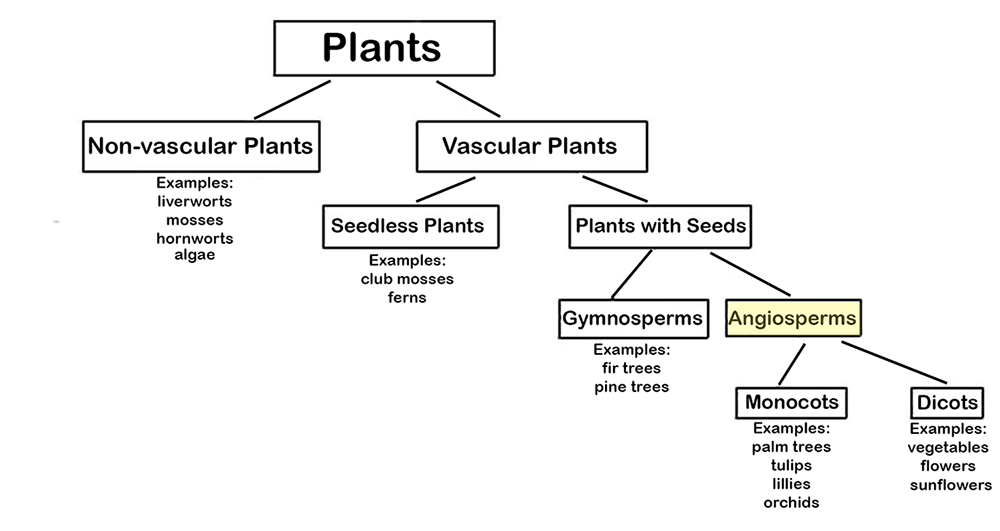 Plants
Non-vascular Plants
Examples:
liverworts
mosses
hornworts
algae
Vascular Plants
Seedless Plants
Examples:
club mosses
ferns
Plants with Seeds
Gymnosperms
Examples:
fir trees
pine trees
Angiosperms
Monocots
Examples:
palm trees
tulips
lillies
orchids
Dicots
Examples:
vegetables
flowers
sunflowers